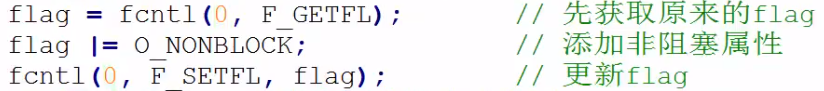 flag = fcntl(0, F_GETFL);        // 先获取原来的flag
flag |= O_NONBLOCK;              // 添加非阻塞属性
fcntl(0, F_SETFL, flag);         // 更新flag